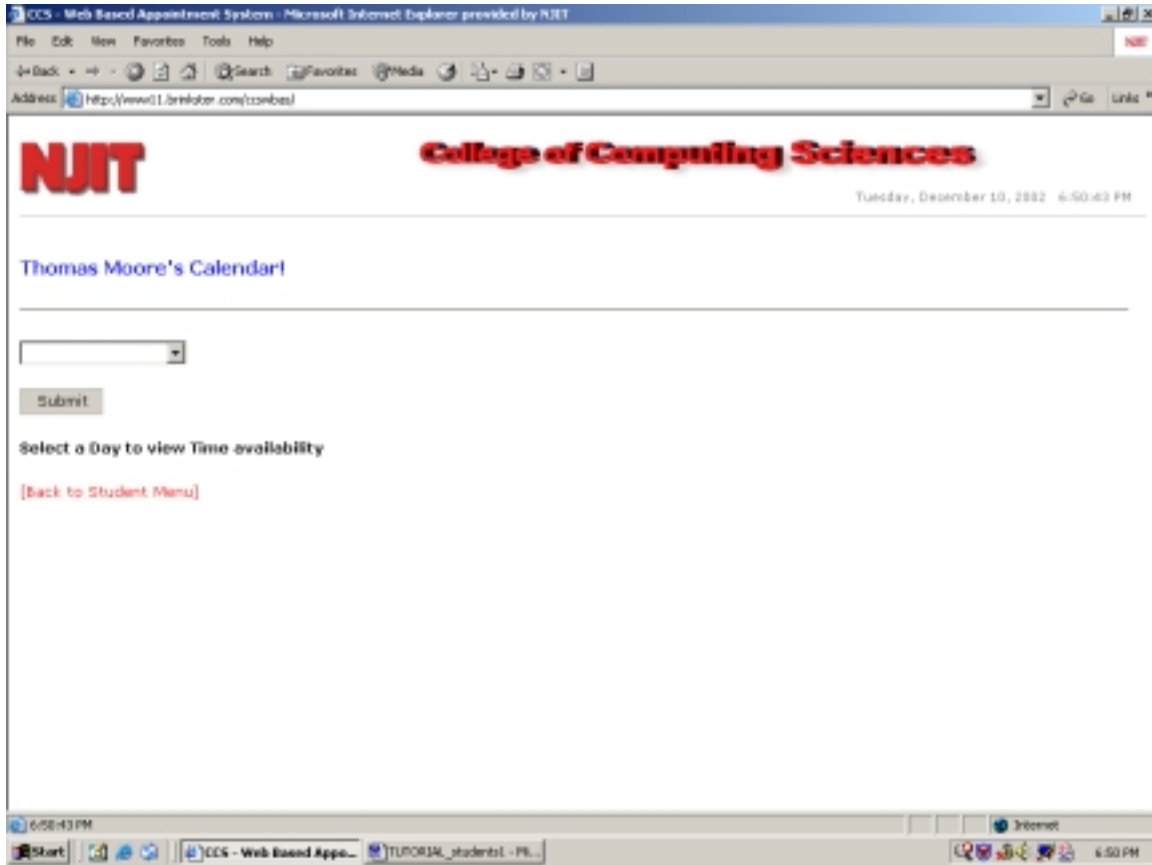 CCS - Web Based Appointment System - Microsoft Internet Explorer provided by NJIT
File Edit View Favorites Tools Help
NJIT
Back Search Favorites Media
Address Go Links
NJIT
College of Computing Sciences
Tuesday, December 10, 2002 6:50:43 PM
Thomas Moore's Calendar!
Submit
Select a Day to view Time availability
[Back to Student Menu]
6:50:43 PM Internet
Start CCS - Web Based Appo... TUTORIAL_students1 - Mi... 6:50 PM